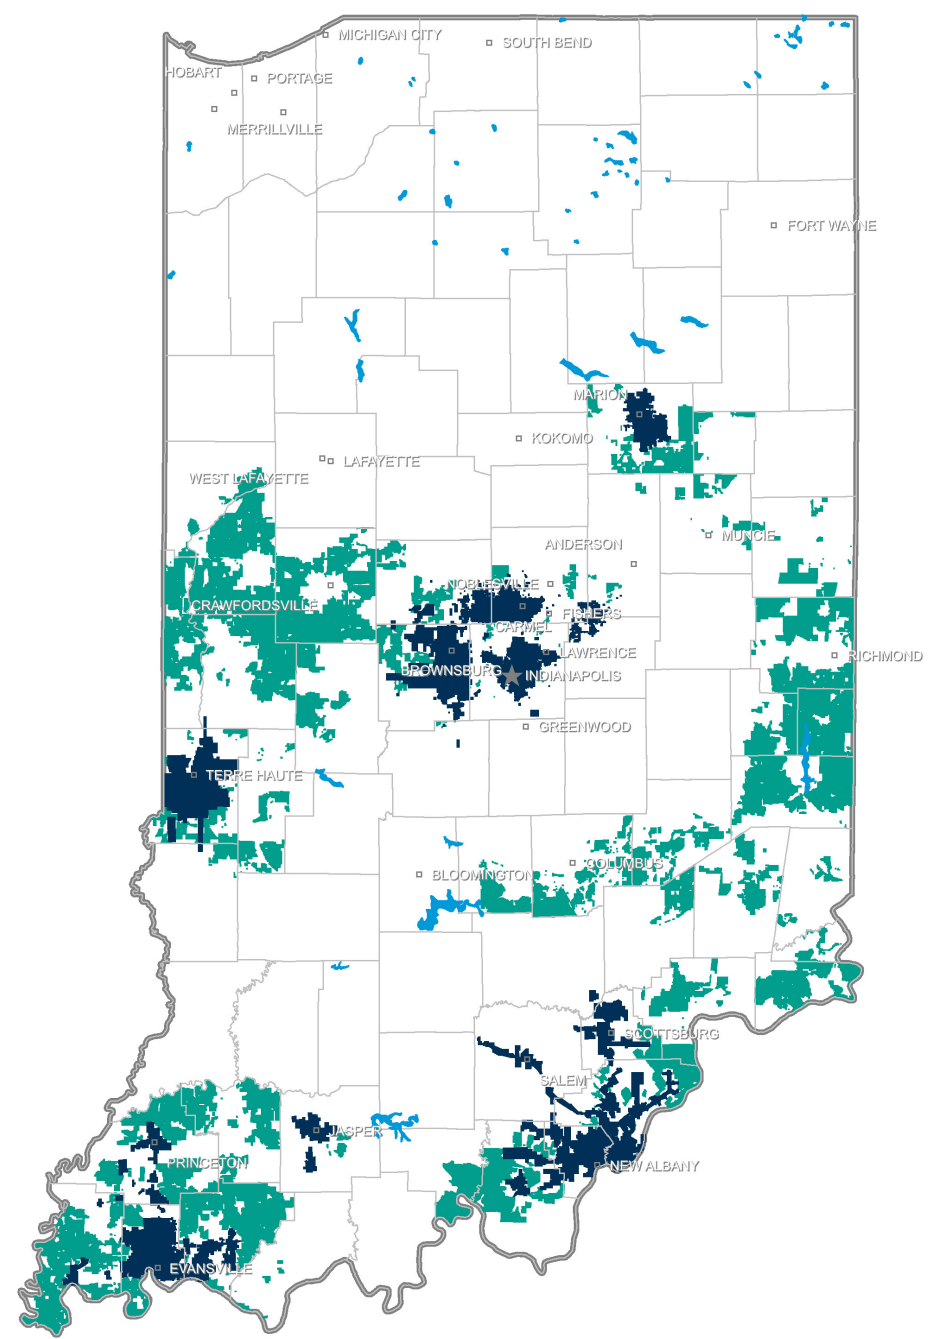 MICHIGAN CITY
SOUTH BEND
HOBART
PORTAGE
MERRILLVILLE
FORT WAYNE
MARION
KOKOMO
LAFAYETTE
WEST LAFAYETTE
MUNCIE
ANDERSON
NOBLESVILLE
CRAWFORDSVILLE
FISHERS
CARMEL
LAWRENCE
RICHMOND
BROWNSBURG
INDIANAPOLIS
GREENWOOD
TERRE HAUTE
COLUMBUS
BLOOMINGTON
SCOTTSBURG
SALEM
JASPER
PRINCETON
NEW ALBANY
EVANSVILLE